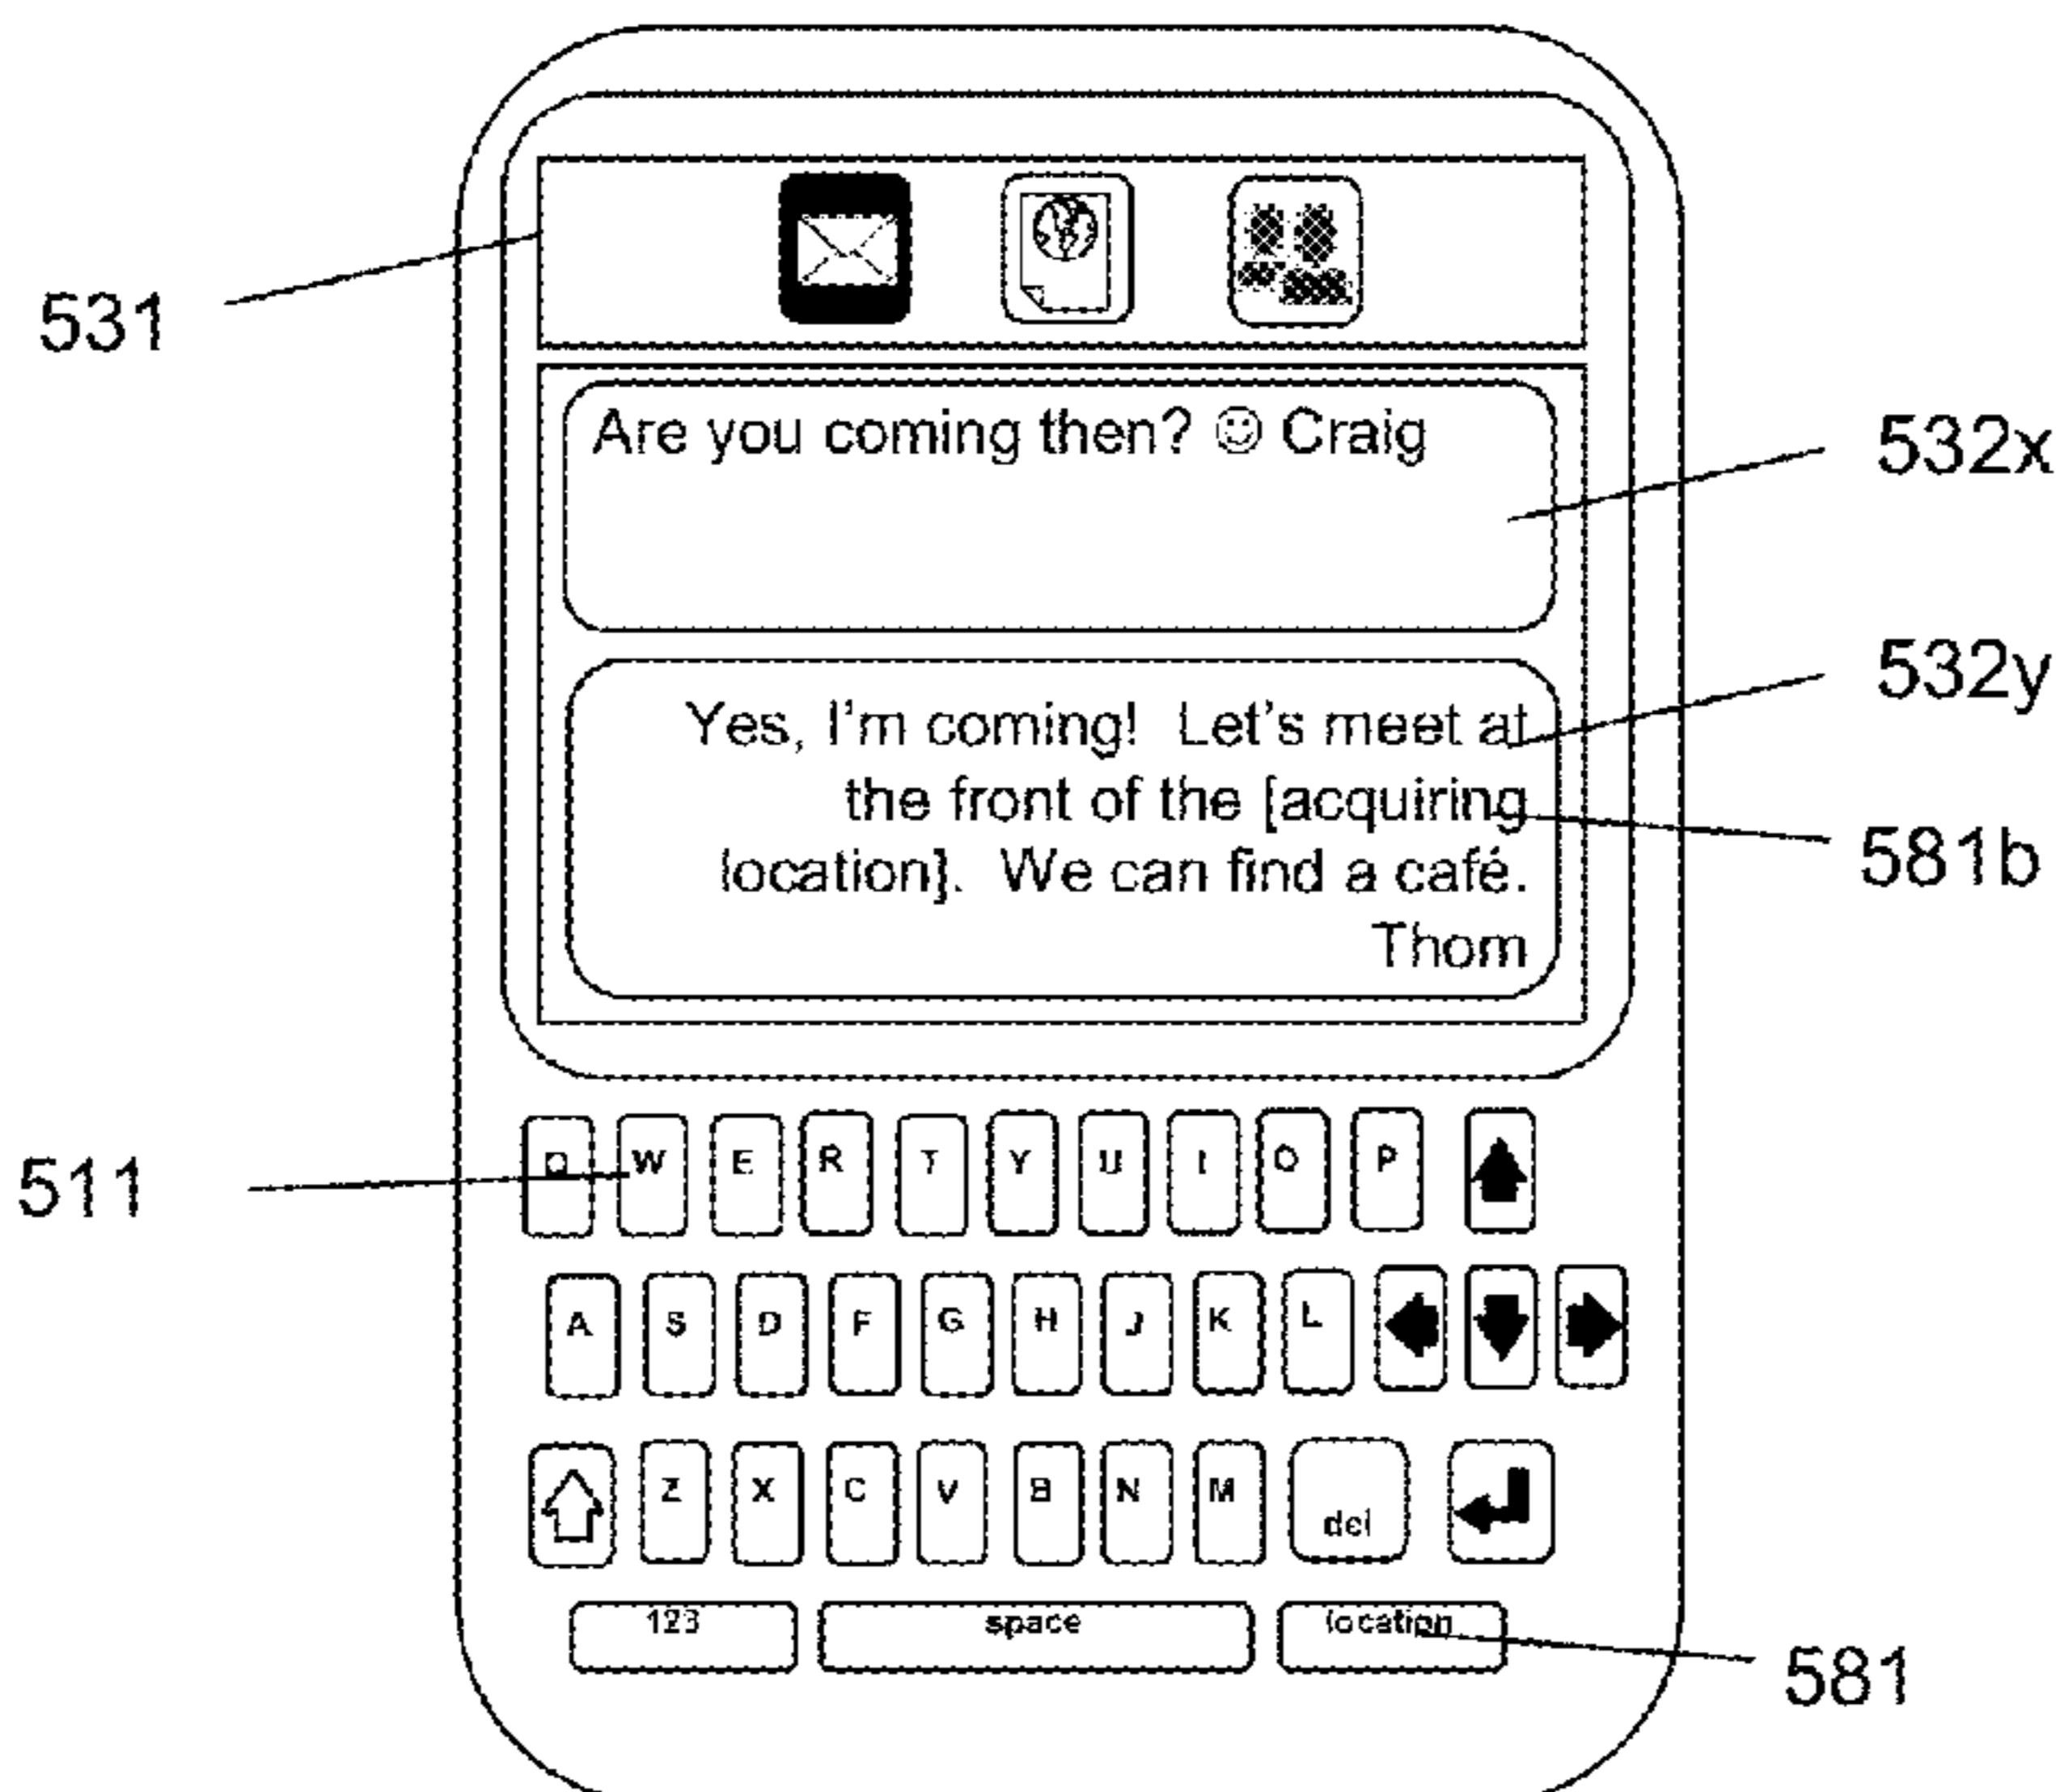 531
Are you coming then? ☺ Craig
532x
532y
Yes, I'm coming!  Let's meet at
the front of the [acquiring
location].  We can find a café.
Thom
581b
511
Q W E R T Y U I O P
A S D F G H J K L
Z X C V B N M del
123 space location
581